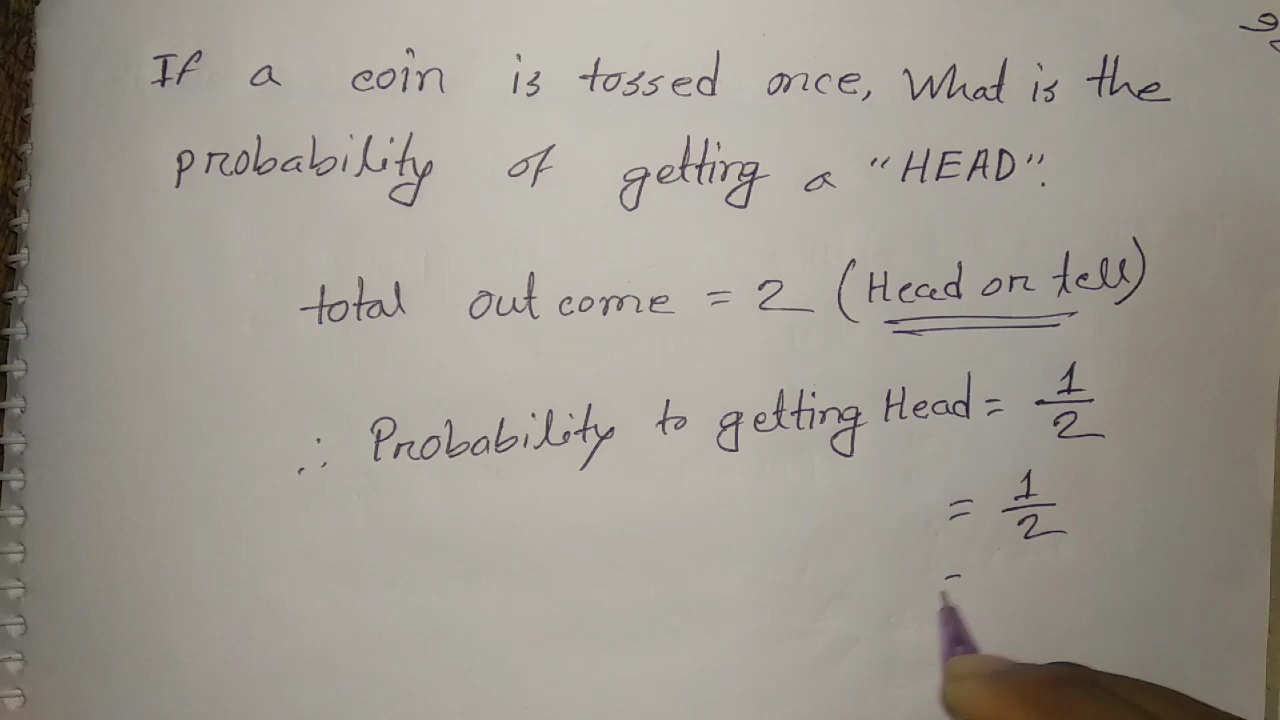 If a coin is tossed once, What is the
probability of getting a "HEAD".
total out come = 2 (Head or tell)
∴ Probability to getting Head = 1/2
= 1/2
=